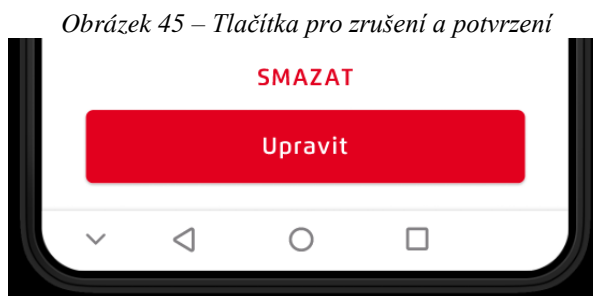 Obrázek 45 – Tlačítka pro zrušení a potvrzení
SMAZAT
Upravit